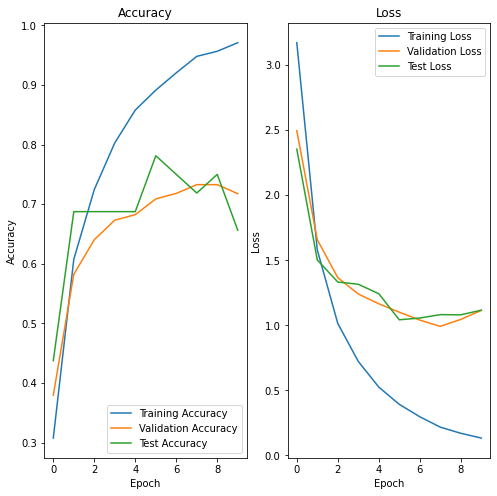 Accuracy
1.0
0.9
0.8
0.7
0.6
0.5
0.4
0.3
Accuracy
0 2 4 6 8
Epoch
Training Accuracy
Validation Accuracy
Test Accuracy
Loss
3.0
2.5
2.0
1.5
1.0
0.5
0.0
Loss
0 2 4 6 8
Epoch
Training Loss
Validation Loss
Test Loss